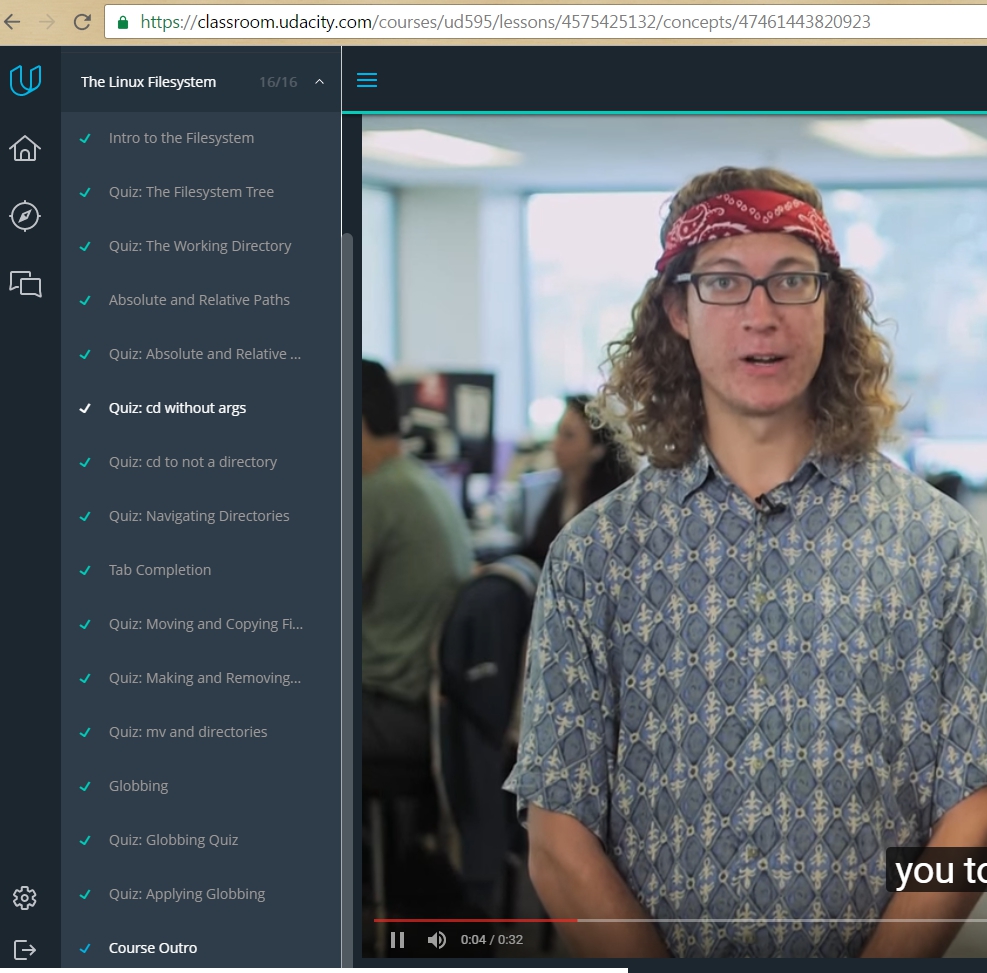 https://classroom.udacity.com/courses/ud595/lessons/4575425132/concepts/47461443820923
The Linux Filesystem 16/16
Intro to the Filesystem
Quiz: The Filesystem Tree
Quiz: The Working Directory
Absolute and Relative Paths
Quiz: Absolute and Relative ...
Quiz: cd without args
Quiz: cd to not a directory
Quiz: Navigating Directories
Tab Completion
Quiz: Moving and Copying Fi...
Quiz: Making and Removing...
Quiz: mv and directories
Globbing
Quiz: Globbing Quiz
Quiz: Applying Globbing
Course Outro
you to
0:04 / 0:32